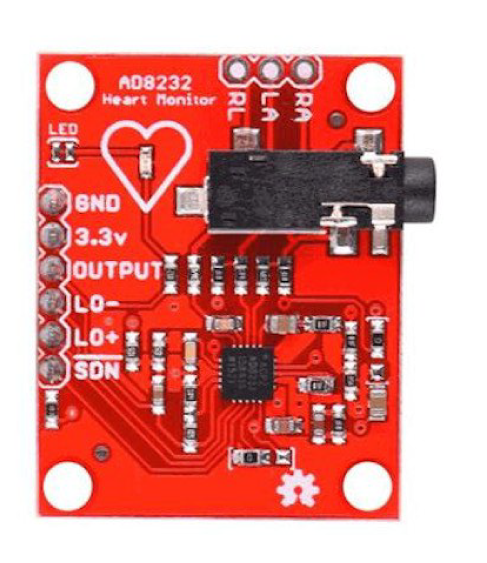 AD8232
Heart Monitor
RL
LA
RA
LED
GND
3.3v
OUTPUT
LO-
LO+
SDN